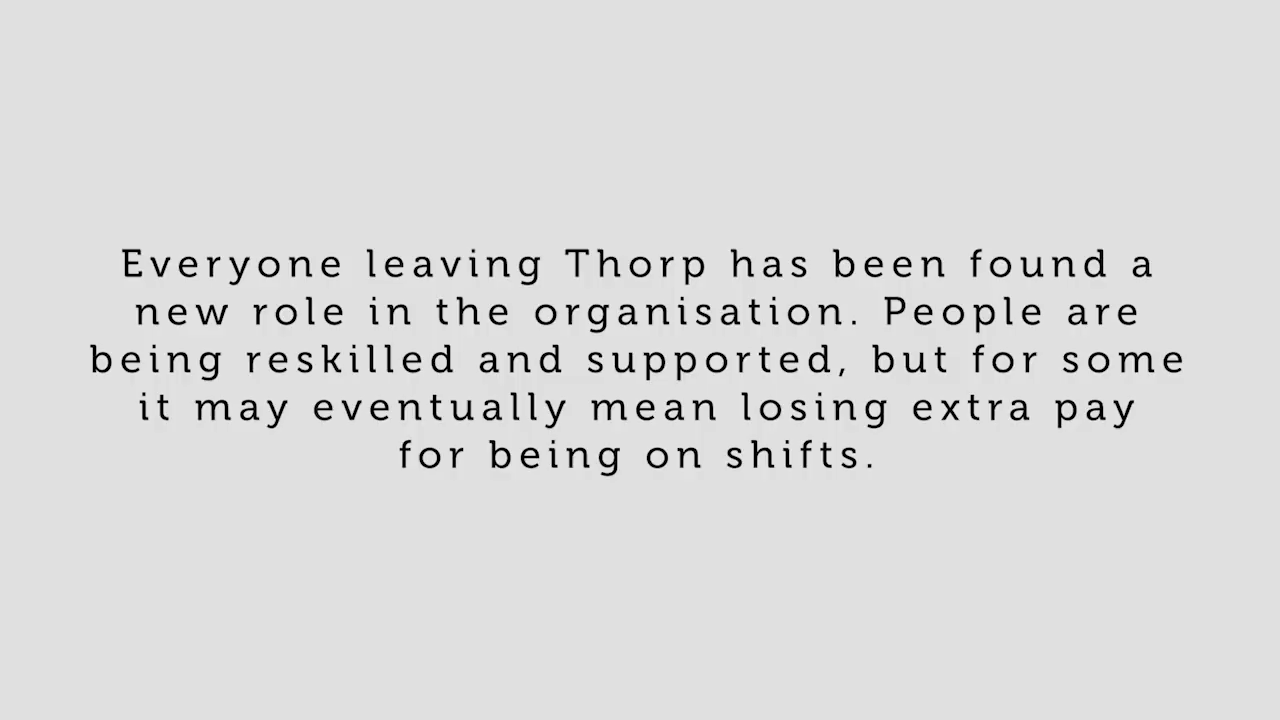 Everyone leaving Thorp has been found a
new role in the organisation. People are
being reskilled and supported, but for some
it may eventually mean losing extra pay
for being on shifts.